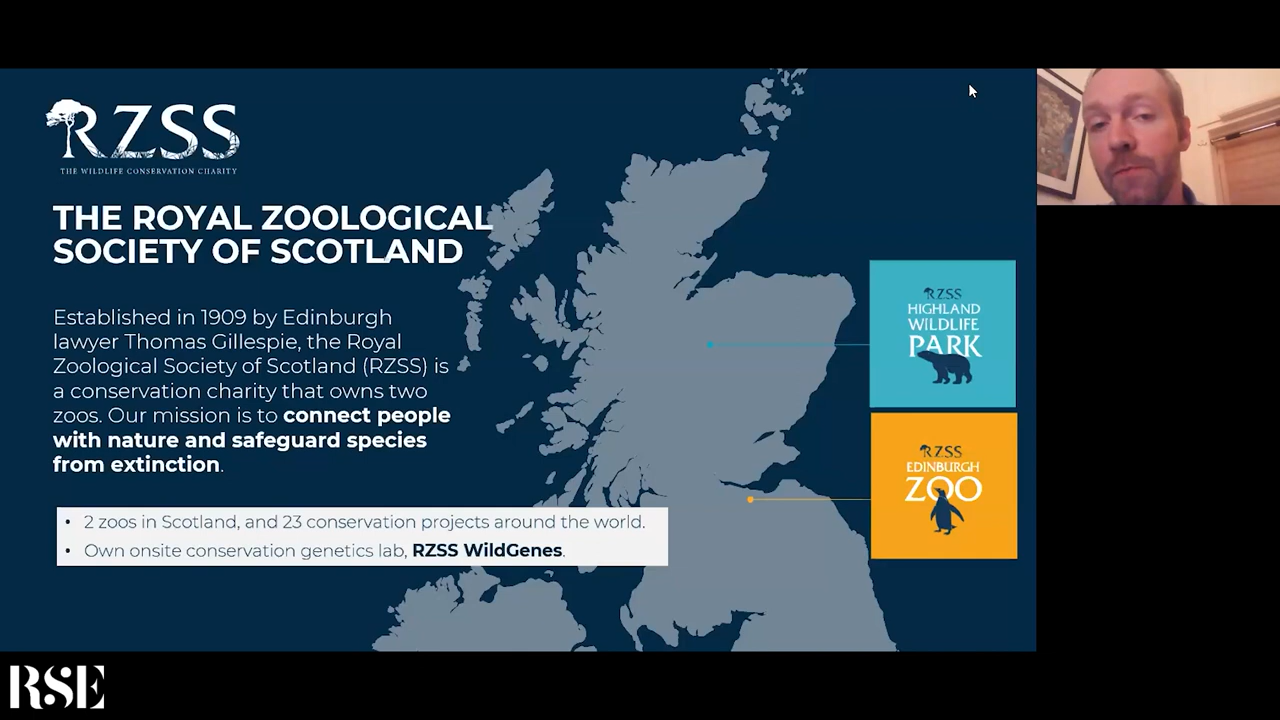 RZSS
THE WILDLIFE CONSERVATION CHARITY
THE ROYAL ZOOLOGICAL
SOCIETY OF SCOTLAND
Established in 1909 by Edinburgh
lawyer Thomas Gillespie, the Royal
Zoological Society of Scotland (RZSS) is
a conservation charity that owns two
zoos. Our mission is to connect people
with nature and safeguard species
from extinction.
• 2 zoos in Scotland, and 23 conservation projects around the world.
• Own onsite conservation genetics lab, RZSS WildGenes.
RZSS
HIGHLAND
WILDLIFE
PARK
RZSS
EDINBURGH
ZOO
RSE